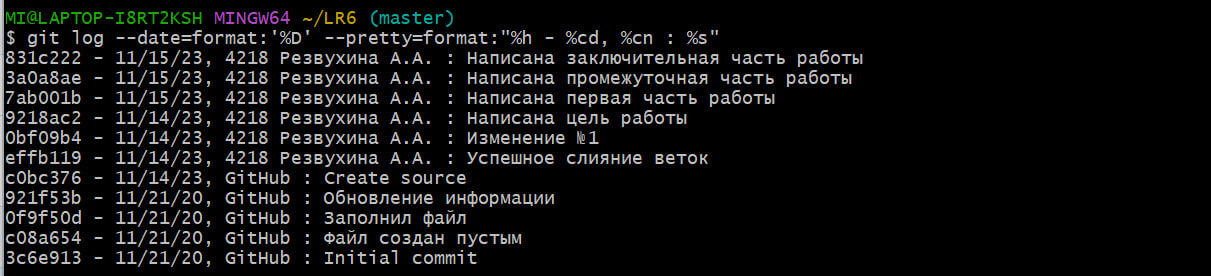 MI@LAPTOP-I8RT2KSH MINGW64 ~/LR6 (master)
$ git log --date=format:'%D' --pretty=format:"%h - %cd, %cn : %s"
831c222 - 11/15/23, 4218 Резвухина А.А. : Написана заключительная часть работы
3a0a8ae - 11/15/23, 4218 Резвухина А.А. : Написана промежуточная часть работы
7ab001b - 11/15/23, 4218 Резвухина А.А. : Написана первая часть работы
9218ac2 - 11/14/23, 4218 Резвухина А.А. : Написана цель работы
0bf09b4 - 11/14/23, 4218 Резвухина А.А. : Изменение №1
effb119 - 11/14/23, 4218 Резвухина А.А. : Успешное слияние веток
c0bc376 - 11/14/23, GitHub : Create source
921f53b - 11/21/20, GitHub : Обновление информации
0f9f50d - 11/21/20, GitHub : Заполнил файл
c08a654 - 11/21/20, GitHub : Файл создан пустым
3c6e913 - 11/21/20, GitHub : Initial commit